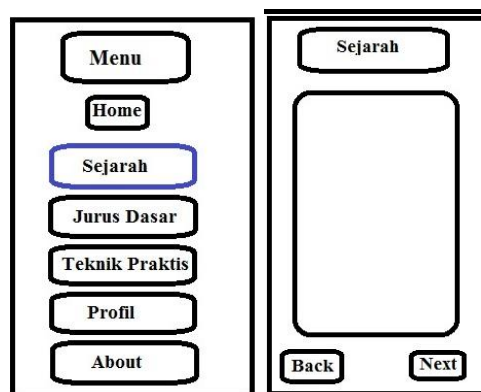 Menu
Home
Sejarah
Jurus Dasar
Teknik Praktis
Profil
About
Sejarah
Back
Next